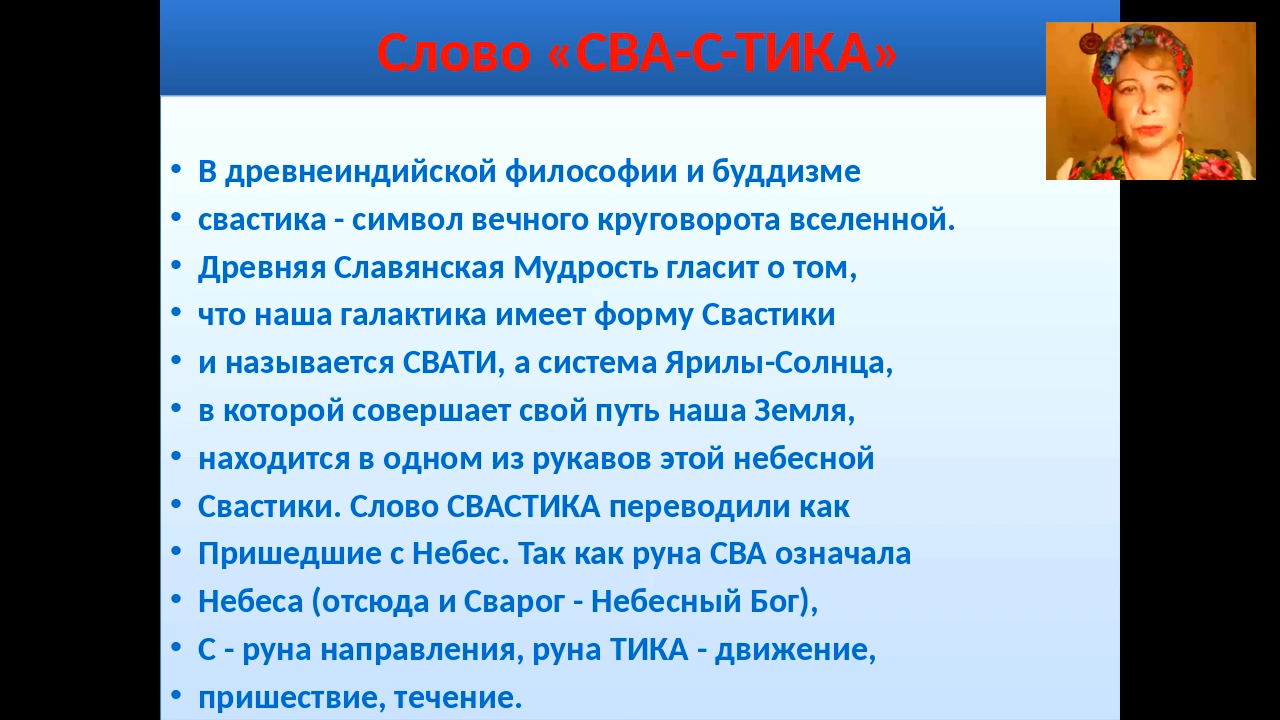 Слово «СВА-С-ТИКА»
• В древнеиндийской философии и буддизме
• свастика - символ вечного круговорота вселенной.
• Древняя Славянская Мудрость гласит о том,
• что наша галактика имеет форму Свастики
• и называется СВАТИ, а система Ярилы-Солнца,
• в которой совершает свой путь наша Земля,
• находится в одном из рукавов этой небесной
• Свастики. Слово СВАСТИКА переводили как
• Пришедшие с Небес. Так как руна СВА означала
• Небеса (отсюда и Сварог - Небесный Бог),
• С - руна направления, руна ТИКА - движение,
• пришествие, течение.